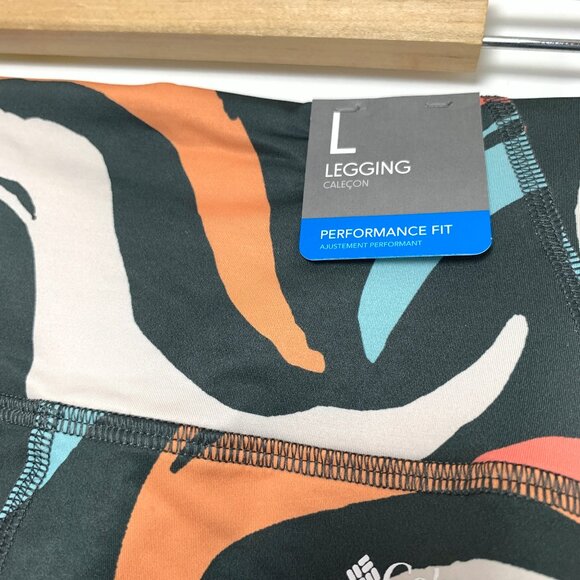 L
LEGGING
CALEÇON
PERFORMANCE FIT
AJUSTEMENT PERFORMANT